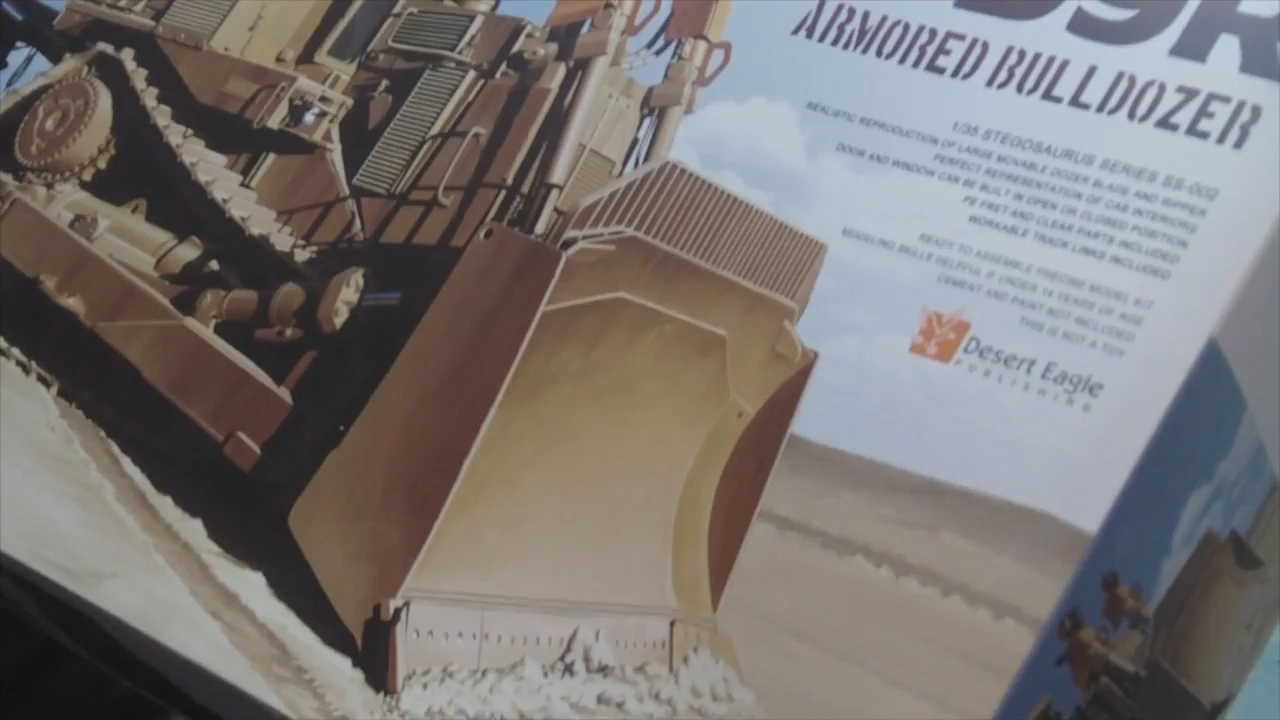 D9R
ARMORED BULLDOZER
1/35 STEGOSAURUS SERIES SS-002
REALISTIC REPRODUCTION OF LARGE MOVABLE DOZER BLADE AND RIPPER
PERFECT REPRESENTATION OF CAB INTERIORS
DOOR AND WINDOW CAN BE BUILT IN OPEN OR CLOSED POSITION
PE FRET AND CLEAR PARTS INCLUDED
WORKABLE TRACK LINKS INCLUDED
READY TO ASSEMBLE PRECISE MODEL KIT
MODELING SKILLS HELPFUL IF UNDER 14 YEARS OF AGE
CEMENT AND PAINT NOT INCLUDED
THIS IS NOT A TOY
Desert Eagle
PUBLISHING